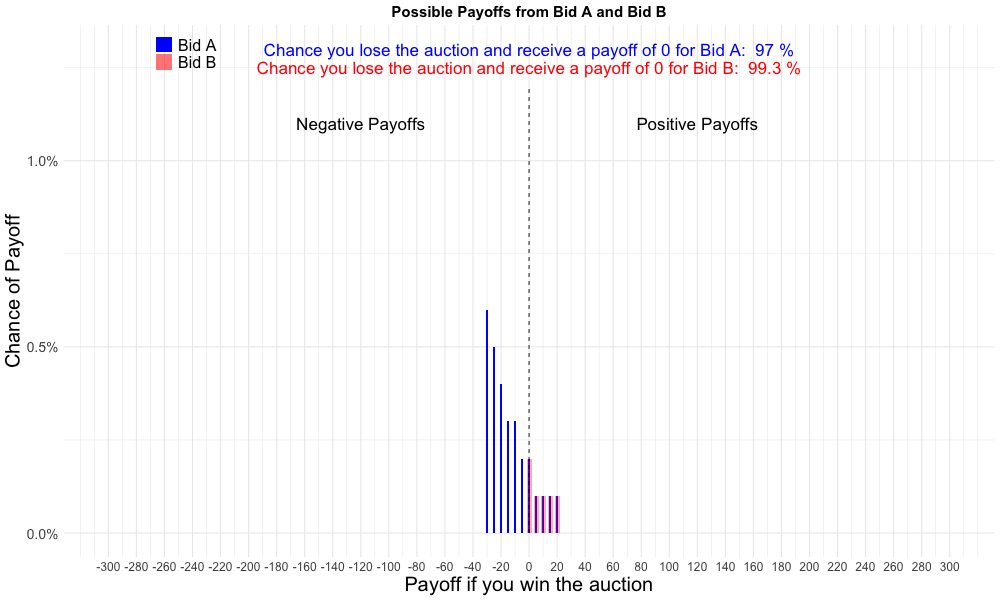 Possible Payoffs from Bid A and Bid B
Bid A
Bid B
Chance you lose the auction and receive a payoff of 0 for Bid A:  97 %
Chance you lose the auction and receive a payoff of 0 for Bid B:  99.3 %
Negative Payoffs
Positive Payoffs
Chance of Payoff
1.0%
0.5%
0.0%
-300 -280 -260 -240 -220 -200 -180 -160 -140 -120 -100 -80 -60 -40 -20 0 20 40 60 80 100 120 140 160 180 200 220 240 260 280 300
Payoff if you win the auction